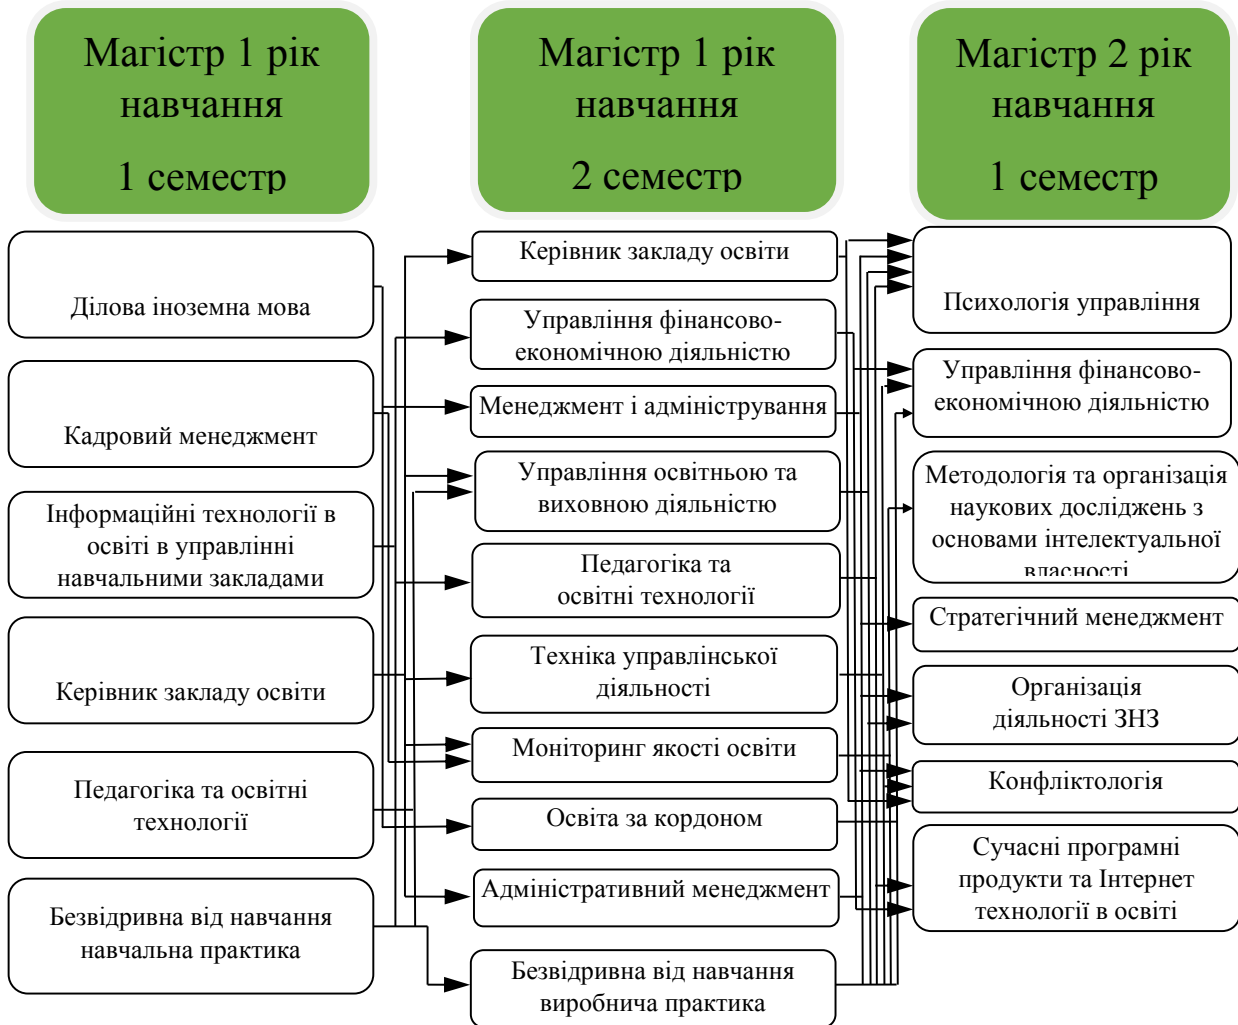 Магістр 1 рік
навчання
1 семестр
Магістр 1 рік
навчання
2 семестр
Магістр 2 рік
навчання
1 семестр
Ділова іноземна мова
Кадровий менеджмент
Інформаційні технології в
освіті в управлінні
навчальними закладами
Керівник закладу освіти
Педагогіка та освітні
технології
Безвідривна від навчання
навчальна практика
Керівник закладу освіти
Управління фінансово-
економічною діяльністю
Менеджмент і адміністрування
Управління освітньою та
виховною діяльністю
Педагогіка та
освітні технології
Техніка управлінської
діяльності
Моніторинг якості освіти
Освіта за кордоном
Адміністративний менеджмент
Безвідривна від навчання
виробнича практика
Психологія управління
Управління фінансово-
економічною діяльністю
Методологія та організація
наукових досліджень з
основами інтелектуальної
власності
Стратегічний менеджмент
Організація
діяльності ЗНЗ
Конфліктологія
Сучасні програмні
продукти та Інтернет
технології в освіті